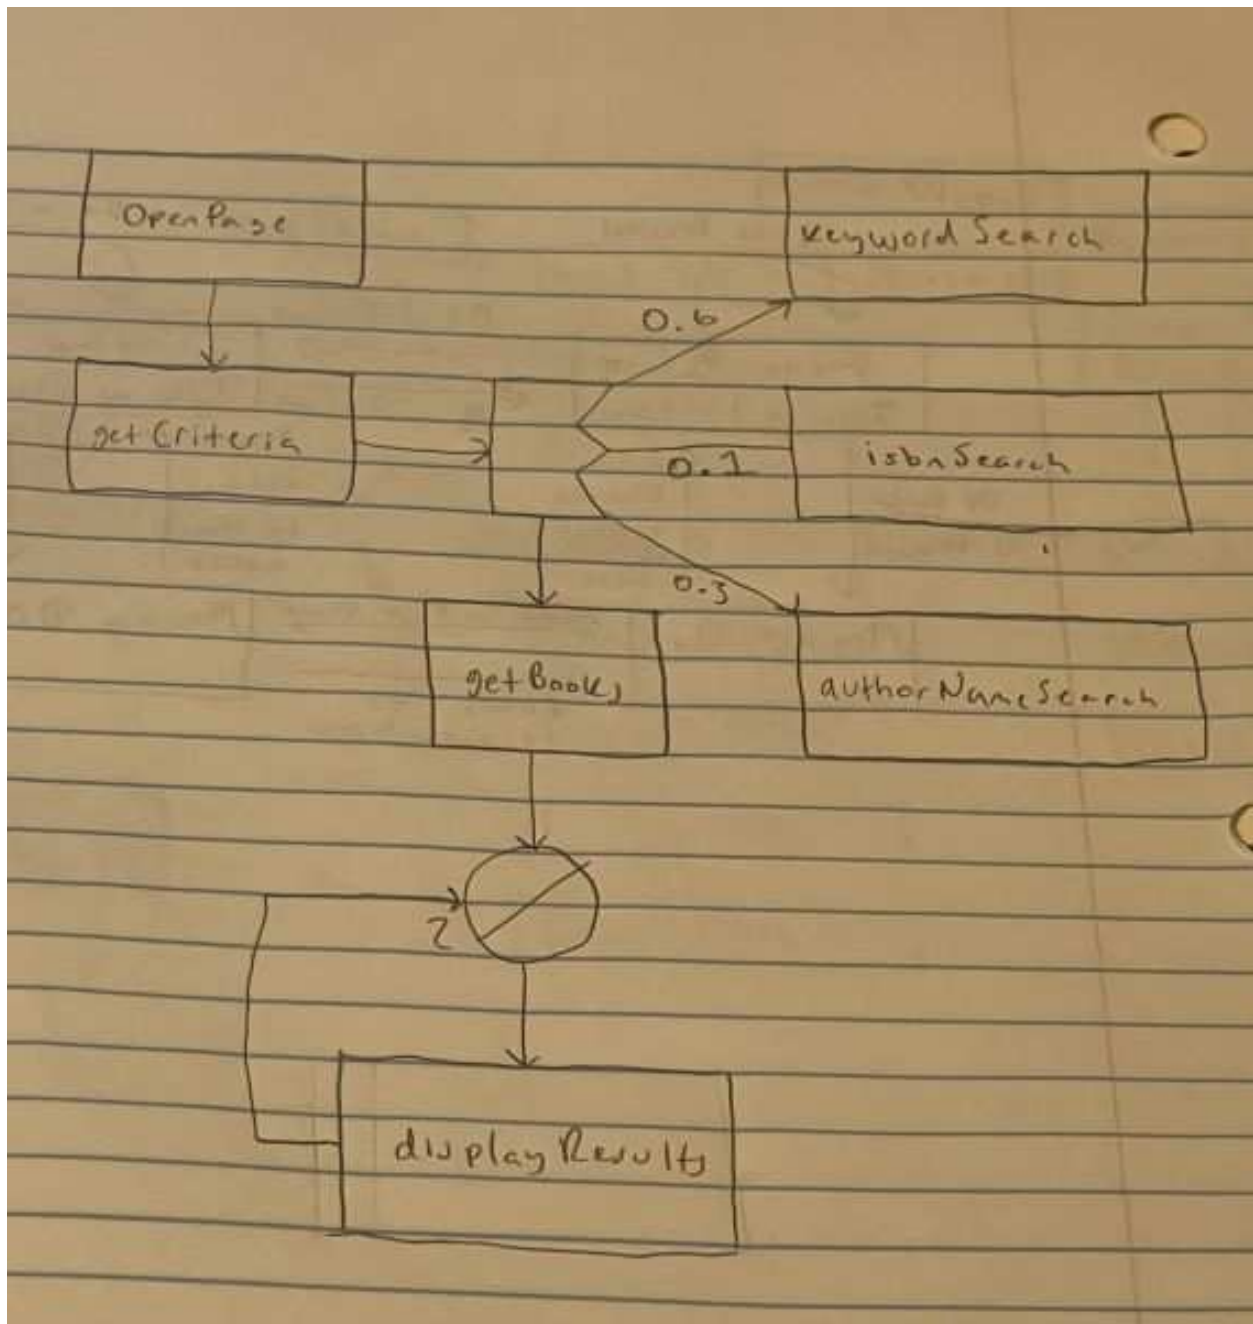 OpenPage
keywordSearch
0.6
getCriteria
isbnSearch
0.1
0.3
getBooks
authorNameSearch
2
displayResults